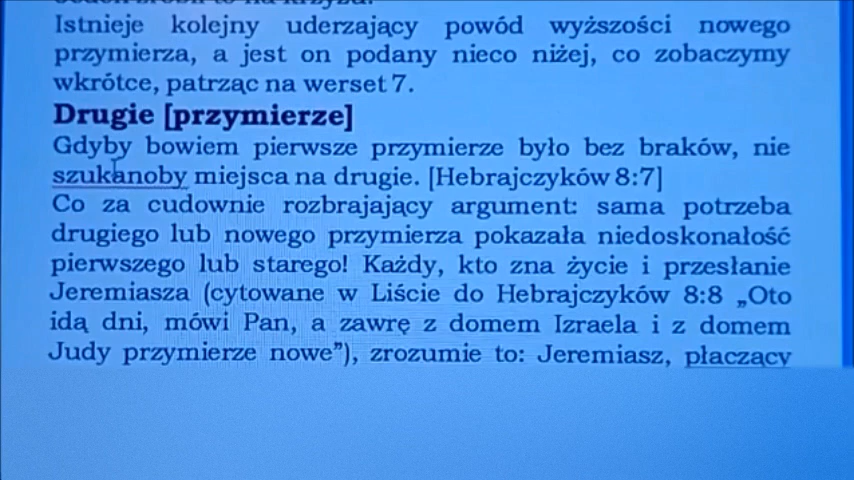 Istnieje kolejny uderzający powód wyższości nowego
przymierza, a jest on podany nieco niżej, co zobaczymy
wkrótce, patrząc na werset 7.
Drugie [przymierze]
Gdyby bowiem pierwsze przymierze było bez braków, nie
szukanoby miejsca na drugie. [Hebrajczyków 8:7]
Co za cudownie rozbrajający argument: sama potrzeba
drugiego lub nowego przymierza pokazała niedoskonałość
pierwszego lub starego! Każdy, kto zna życie i przesłanie
Jeremiasza (cytowane w Liście do Hebrajczyków 8:8 „Oto
idą dni, mówi Pan, a zawrę z domem Izraela i z domem
Judy przymierze nowe”), zrozumie to: Jeremiasz, płaczący